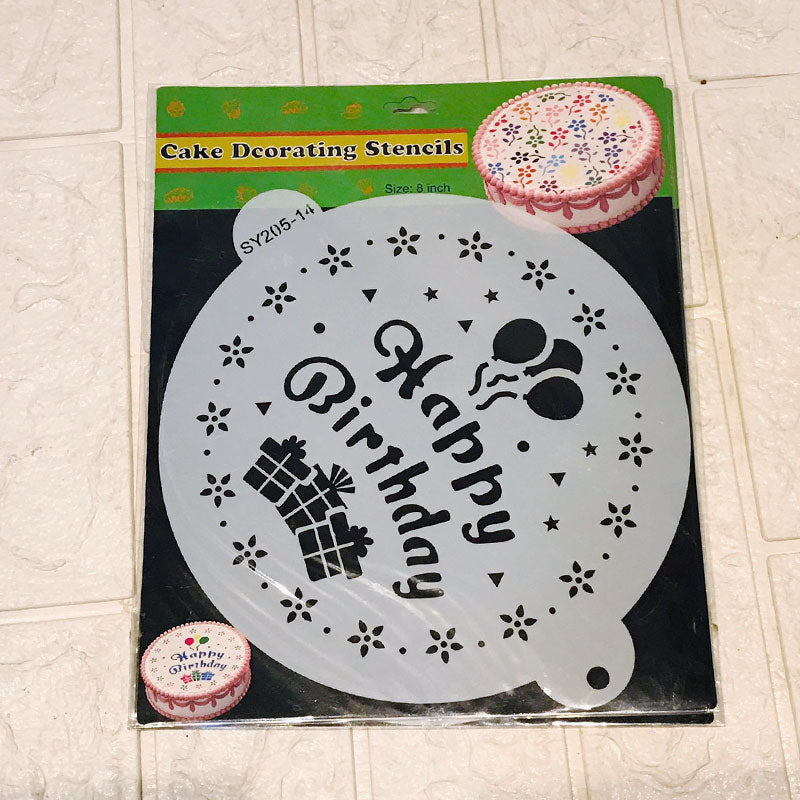 Cake Dcorating Stencils
Size: 8 inch
SY205-14
Happy
Birthday
Happy
Birthday